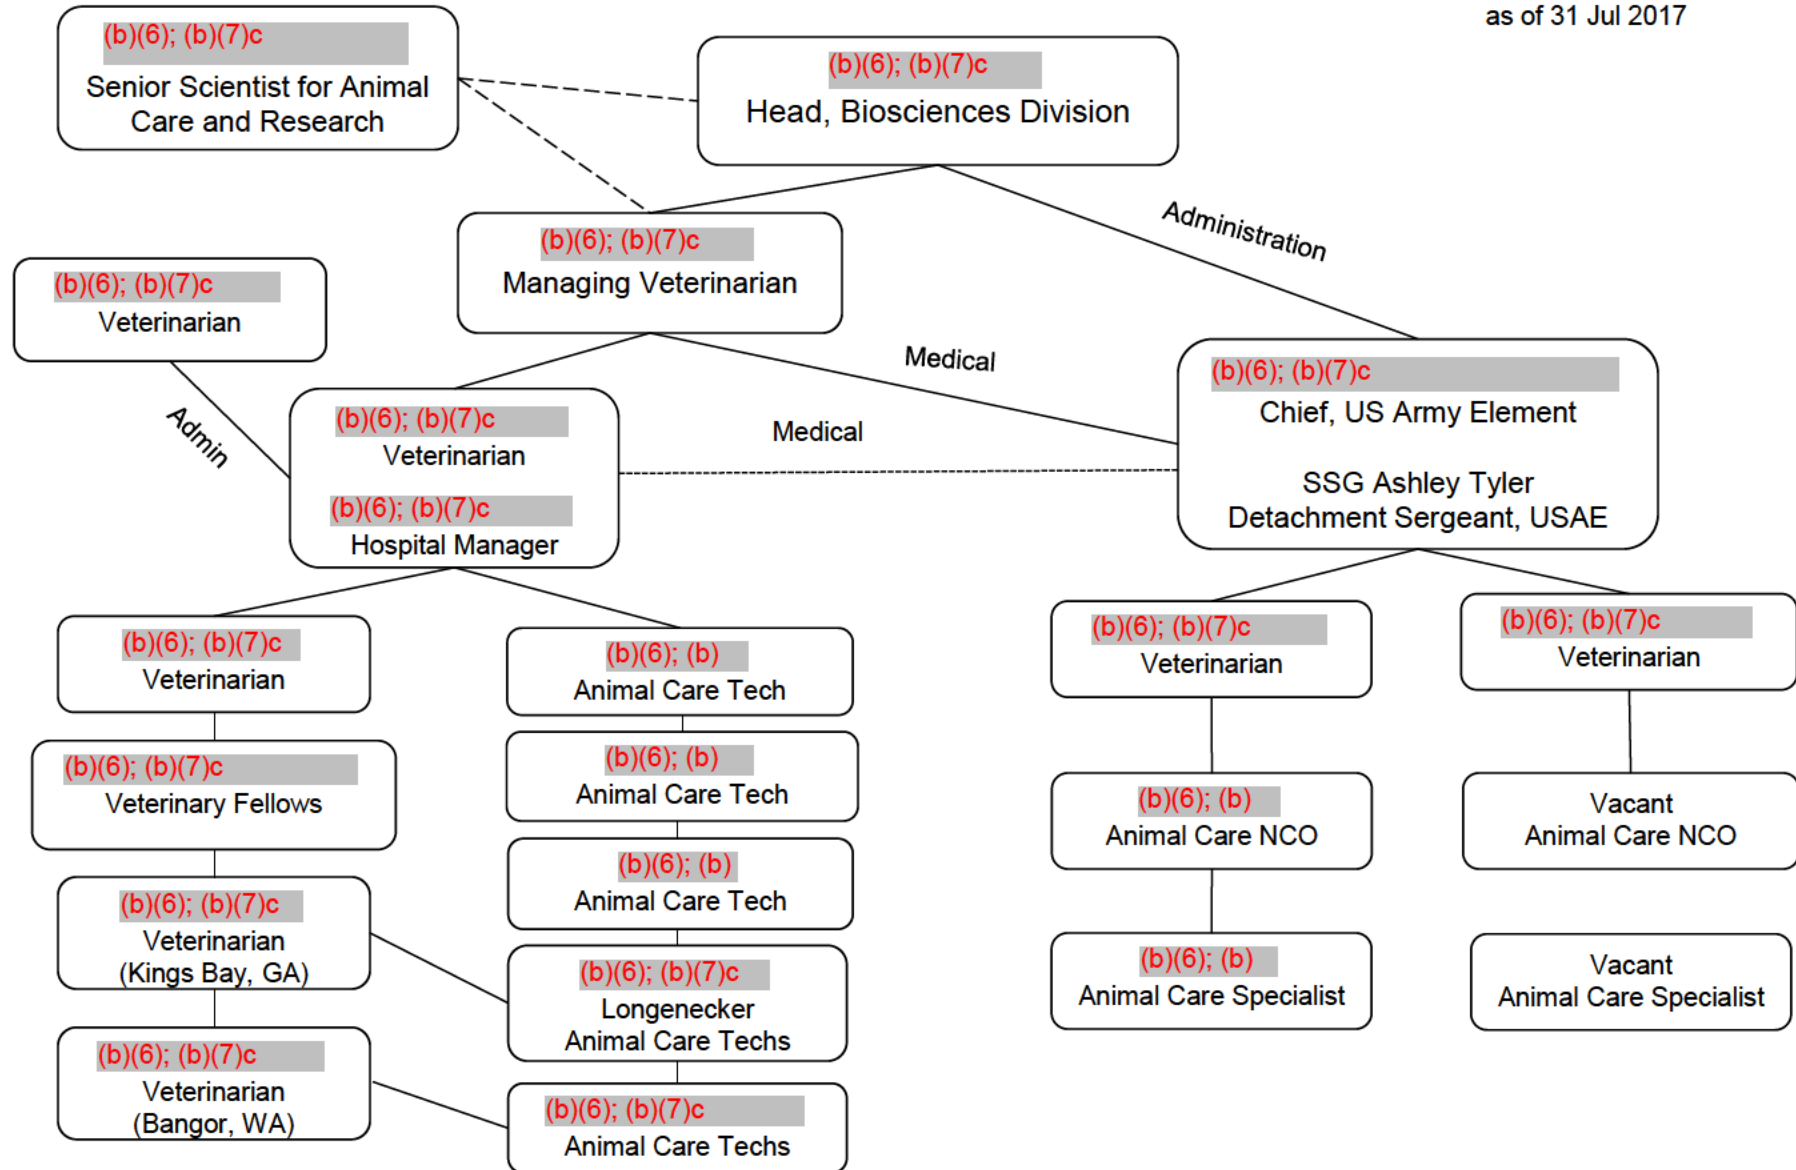 as of 31 Jul 2017
(b)(6); (b)(7)c
Senior Scientist for Animal
Care and Research
(b)(6); (b)(7)c
Head, Biosciences Division
Administration
(b)(6); (b)(7)c
Managing Veterinarian
(b)(6); (b)(7)c
Veterinarian
Admin
Medical
Medical
(b)(6); (b)(7)c
Veterinarian
(b)(6); (b)(7)c
Hospital Manager
(b)(6); (b)(7)c
Chief, US Army Element
SSG Ashley Tyler
Detachment Sergeant, USAE
(b)(6); (b)(7)c
Veterinarian
(b)(6); (b)(7)c
Veterinary Fellows
(b)(6); (b)(7)c
Veterinarian
(Kings Bay, GA)
(b)(6); (b)(7)c
Veterinarian
(Bangor, WA)
(b)(6); (b)
Animal Care Tech
(b)(6); (b)
Animal Care Tech
(b)(6); (b)
Animal Care Tech
(b)(6); (b)(7)c
Longenecker
Animal Care Techs
(b)(6); (b)(7)c
Animal Care Techs
(b)(6); (b)(7)c
Veterinarian
(b)(6); (b)
Animal Care NCO
(b)(6); (b)
Animal Care Specialist
(b)(6); (b)(7)c
Veterinarian
Vacant
Animal Care NCO
Vacant
Animal Care Specialist